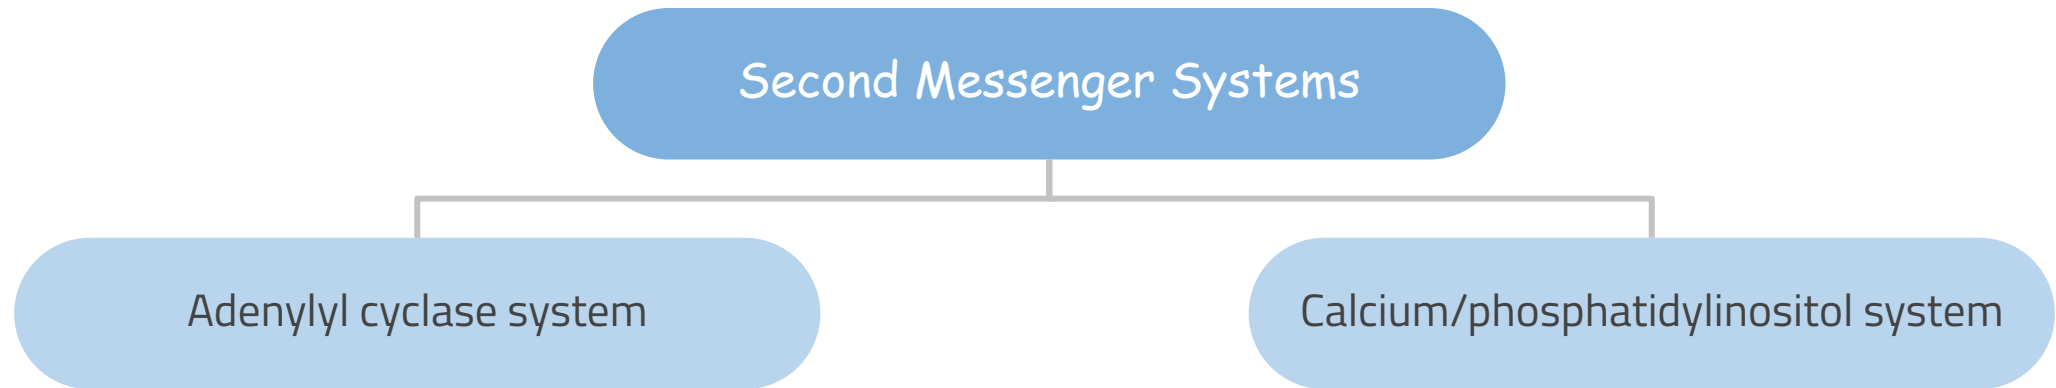 Second Messenger Systems
Adenylyl cyclase system
Calcium/phosphatidylinositol system